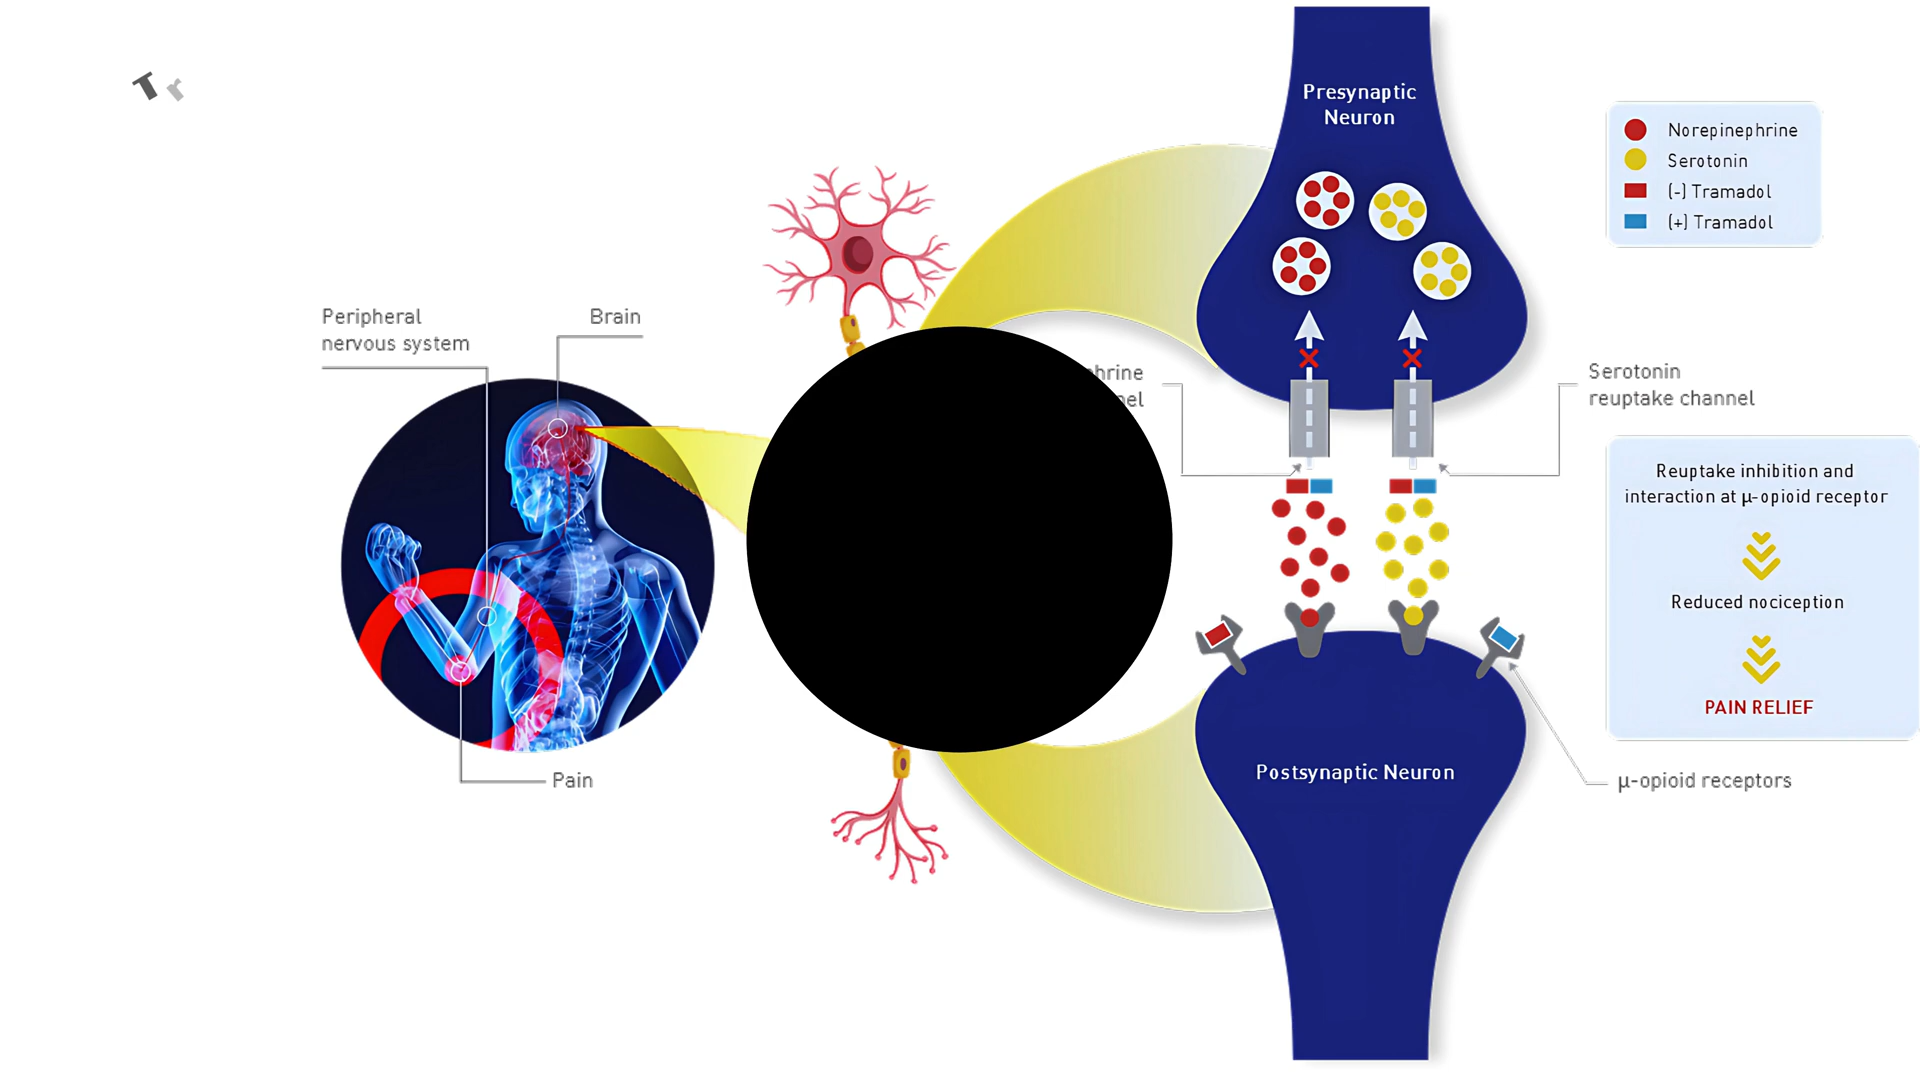 T r
Presynaptic
Neuron
Norepinephrine
Serotonin
(-) Tramadol
(+) Tramadol
Peripheral
nervous system
Brain
Serotonin
reuptake channel
Reuptake inhibition and
interaction at μ-opioid receptor
Reduced nociception
PAIN RELIEF
Postsynaptic Neuron
μ-opioid receptors
Pain